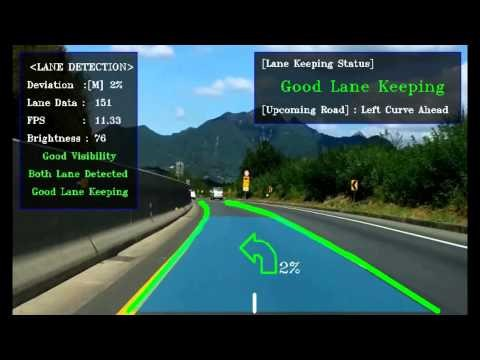 <LANE DETECTION>
Deviation :[M] 2%
Lane Data : 151
FPS : 11.33
Brightness : 76
Good Visibility
Both Lane Detected
Good Lane Keeping
[Lane Keeping Status]
Good Lane Keeping
[Upcoming Road] : Left Curve Ahead
2%